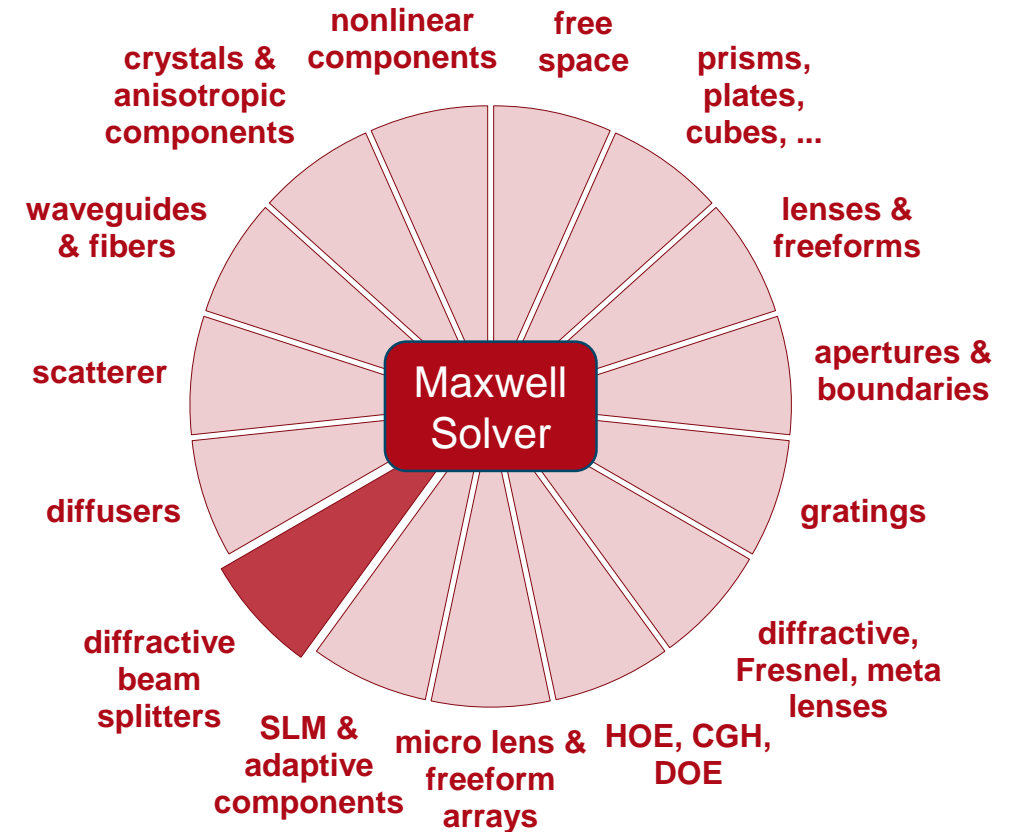 nonlinear
components
free
space
prisms,
plates,
cubes, ...
lenses &
freeforms
apertures &
boundaries
gratings
diffractive,
Fresnel, meta
lenses
HOE, CGH,
DOE
micro lens &
freeform
arrays
SLM &
adaptive
components
diffractive
beam
splitters
diffusers
scatterer
waveguides
& fibers
crystals &
anisotropic
components
Maxwell
Solver